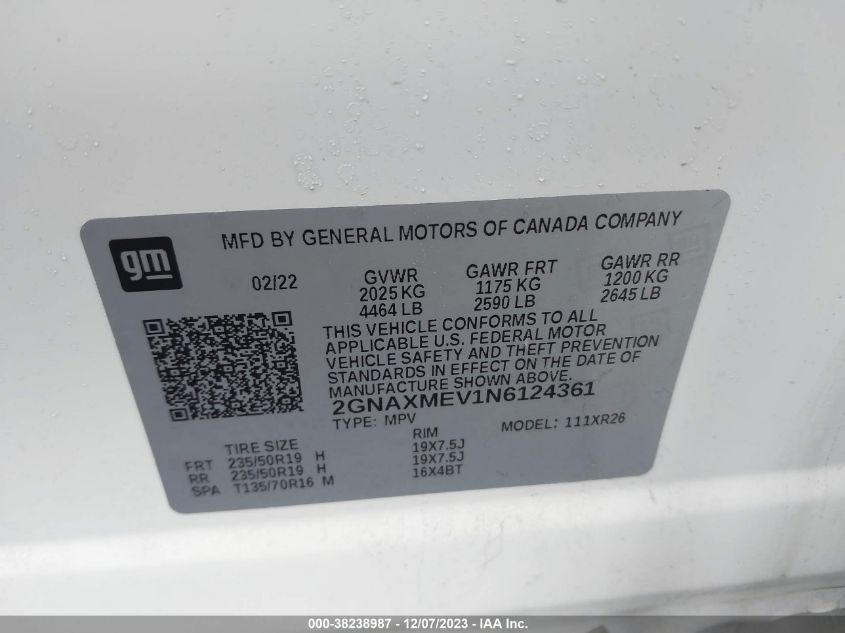 gm
MFD BY GENERAL MOTORS OF CANADA COMPANY
02/22
GVWR
2025 KG
4464 LB
GAWR FRT
1175 KG
2590 LB
GAWR RR
1200 KG
2645 LB
THIS VEHICLE CONFORMS TO ALL
APPLICABLE U.S. FEDERAL MOTOR
VEHICLE SAFETY AND THEFT PREVENTION
STANDARDS IN EFFECT ON THE DATE OF
MANUFACTURE SHOWN ABOVE.
2GNAXMEV1N6124361
TYPE: MPV
MODEL: 111XR26
TIRE SIZE
RIM
FRT 235/50R19 H 19X7.5J
RR 235/50R19 H 19X7.5J
SPA T135/70R16 M 16X4BT
000-38238987 - 12/07/2023 - IAA Inc.